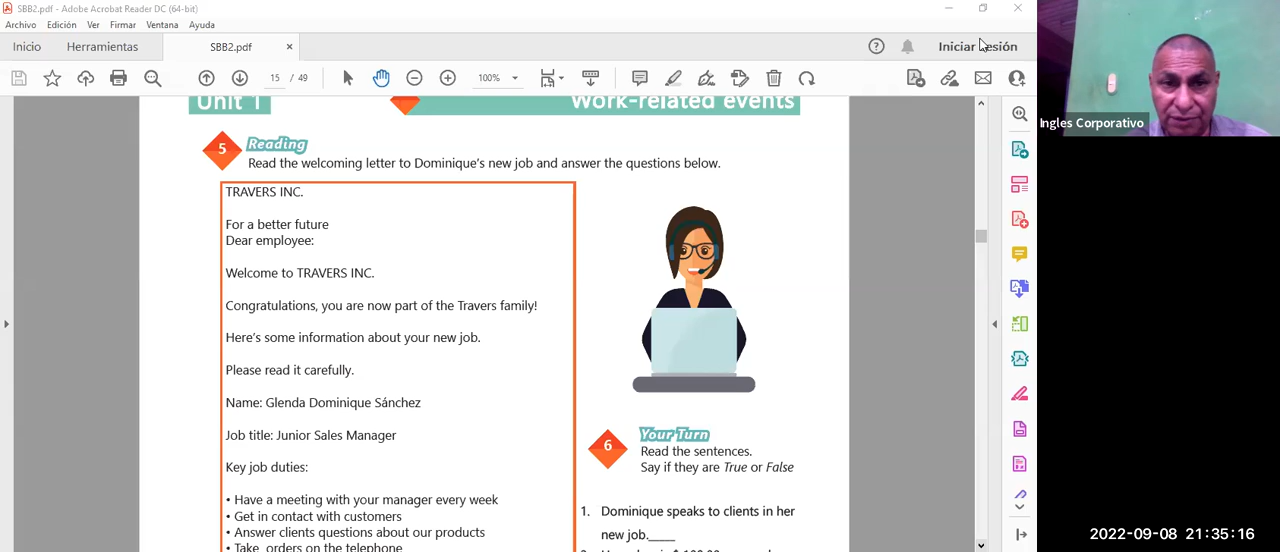 SBB2.pdf - Adobe Acrobat Reader DC (64-bit)
Archivo Edición Ver Firmar Ventana Ayuda
Inicio Herramientas SBB2.pdf × Iniciar sesión
15 / 49 100%
Unit 1 Work-related events
5 Reading
Read the welcoming letter to Dominique's new job and answer the questions below.
TRAVERS INC.
For a better future
Dear employee:
Welcome to TRAVERS INC.
Congratulations, you are now part of the Travers family!
Here's some information about your new job.
Please read it carefully.
Name: Glenda Dominique Sánchez
Job title: Junior Sales Manager
Key job duties:
• Have a meeting with your manager every week
• Get in contact with customers
• Answer clients questions about our products
• Take orders on the telephone
6 Your Turn
Read the sentences.
Say if they are True or False
1. Dominique speaks to clients in her
new job._____
Ingles Corporativo
2022-09-08 21:35:16